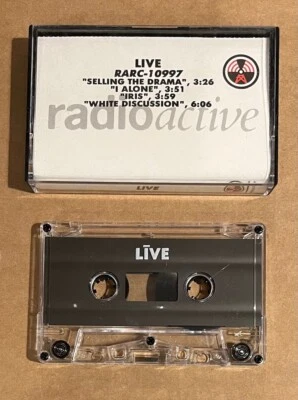 LIVE
RARC-10997
"SELLING THE DRAMA", 3:26
"I ALONE", 3:51
"IRIS", 3:59
"WHITE DISCUSSION", 6:06
radioactive
LIVE
LĪVE